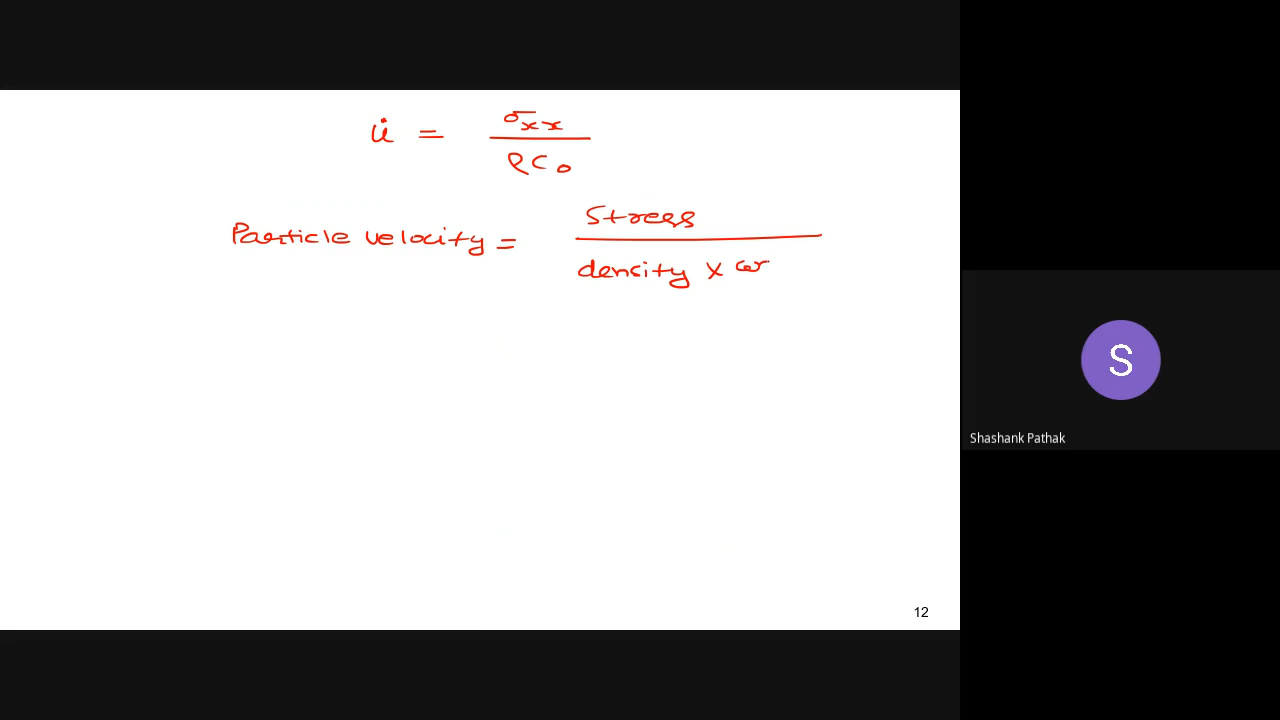 u̇ = σxx / ρC₀
Particle velocity = Stress / density x
S
Shashank Pathak
12